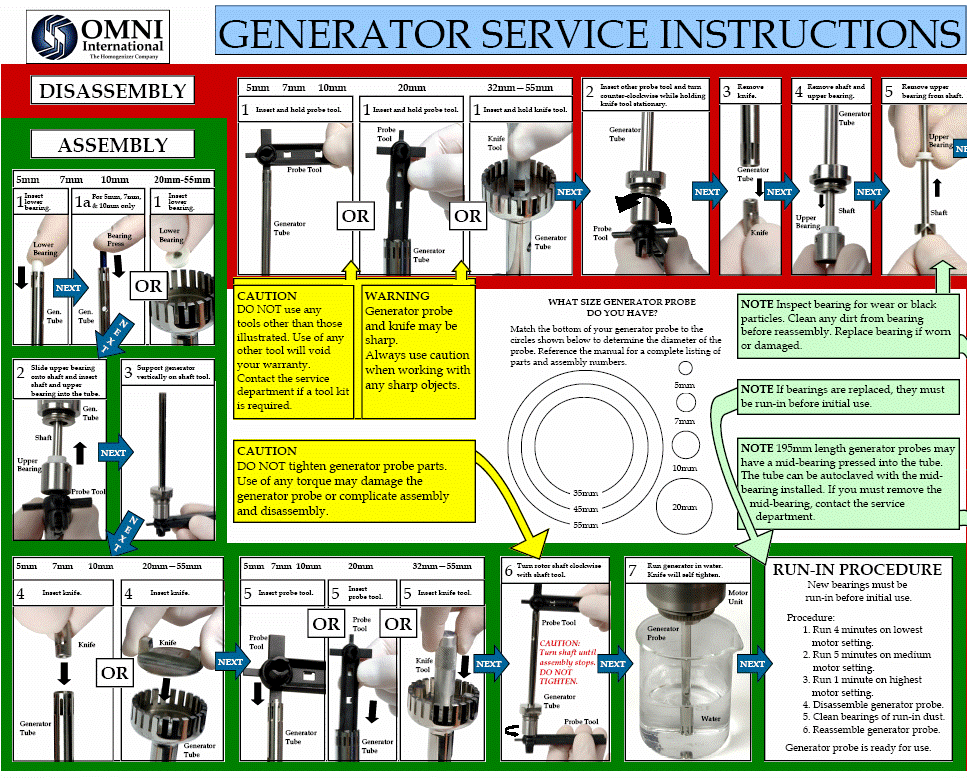 OMNI
International
The Homogenizer Company
GENERATOR SERVICE INSTRUCTIONS
DISASSEMBLY
5mm 7mm 10mm
1 Insert and hold probe tool.
Probe Tool
Generator
Tube
OR
20mm
1 Insert and hold probe tool.
Probe
Tool
Generator
Tube
OR
32mm—55mm
1 Insert and hold knife tool.
Knife
Tool
Generator
Tube
NEXT
2 Insert other probe tool and turn
counter-clockwise while holding
knife tool stationary.
Generator
Tube
Probe
Tool
NEXT
3 Remove
knife.
Generator
Tube
Knife
NEXT
4 Remove shaft and
upper bearing.
Generator
Tube
Upper
Bearing
Shaft
NEXT
5 Remove upper
bearing from shaft.
Upper
Bearing
Shaft
NE
ASSEMBLY
5mm 7mm 10mm
1 Insert
lower
bearing.
Lower
Bearing
Gen.
Tube
NEXT
1a For 5mm, 7mm,
& 10mm only
Bearing
Press
Gen.
Tube
OR
20mm-55mm
1 Insert
lower
bearing.
Lower
Bearing
Gen.
Tube
NEXT
2 Slide upper bearing
onto shaft and insert
shaft and upper
bearing into the tube.
Gen.
Tube
Shaft
Upper
Bearing
Probe Tool
NEXT
3 Support generator
vertically on shaft tool.
NEXT
CAUTION
DO NOT use any
tools other than those
illustrated. Use of any
other tool will void
your warranty.
Contact the service
department if a tool kit
is required.
WARNING
Generator probe
and knife may be
sharp.
Always use caution
when working with
any sharp objects.
CAUTION
DO NOT tighten generator probe parts.
Use of any torque may damage the
generator probe or complicate assembly
and disassembly.
WHAT SIZE GENERATOR PROBE
DO YOU HAVE?
Match the bottom of your generator probe to the
circles shown below to determine the diameter of the
probe. Reference the manual for a complete listing of
parts and assembly numbers.
5mm
7mm
10mm
20mm
35mm
45mm
55mm
NOTE Inspect bearing for wear or black
particles. Clean any dirt from bearing
before reassembly. Replace bearing if worn
or damaged.
NOTE If bearings are replaced, they must
be run-in before initial use.
NOTE 195mm length generator probes may
have a mid-bearing pressed into the tube.
The tube can be autoclaved with the mid-
bearing installed. If you must remove the
mid-bearing, contact the service
department.
5mm 7mm 10mm
4 Insert knife.
Knife
Generator
Tube
OR
20mm—55mm
4 Insert knife.
Knife
Generator
Tube
NEXT
5mm 7mm 10mm
5 Insert probe tool.
Probe
Tool
Generator
Tube
OR
20mm
5 Insert
probe tool.
Probe
Tool
Generator
Tube
OR
32mm—55mm
5 Insert knife tool.
Knife
Tool
Generator
Tube
NEXT
6 Turn rotor shaft clockwise
with shaft tool.
Probe
Tool
CAUTION:
Turn shaft until
assembly stops.
DO NOT
TIGHTEN.
Generator
Tube
Probe Tool
NEXT
7 Run generator in water.
Knife will self tighten.
Motor
Unit
Generator
Probe
Water
NEXT
RUN-IN PROCEDURE
New bearings must be
run-in before initial use.
Procedure:
1. Run 4 minutes on lowest
motor setting.
2. Run 5 minutes on medium
motor setting.
3. Run 1 minute on highest
motor setting.
4. Disassemble generator probe.
5. Clean bearings of run-in dust.
6. Reassemble generator probe.
Generator probe is ready for use.